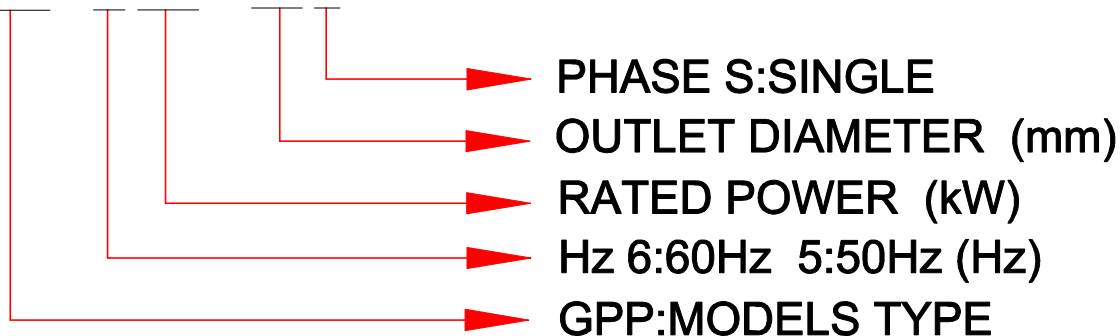 PHASE S:SINGLE
OUTLET DIAMETER (mm)
RATED POWER (kW)
Hz 6:60Hz 5:50Hz (Hz)
GPP:MODELS TYPE